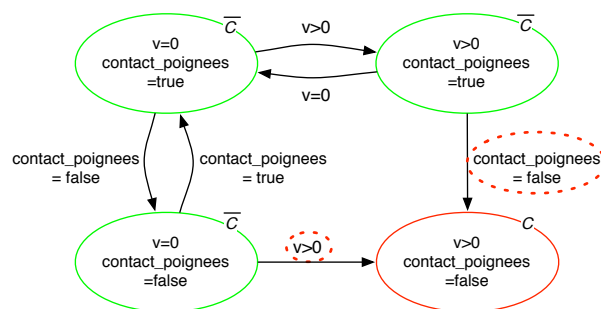 C̅
v=0
contact_poignees
=true
v>0
v=0
C̅
v>0
contact_poignees
=true
contact_poignees
= false
contact_poignees
= true
contact_poignees
= false
C̅
v=0
contact_poignees
=false
v>0
C
v>0
contact_poignees
=false